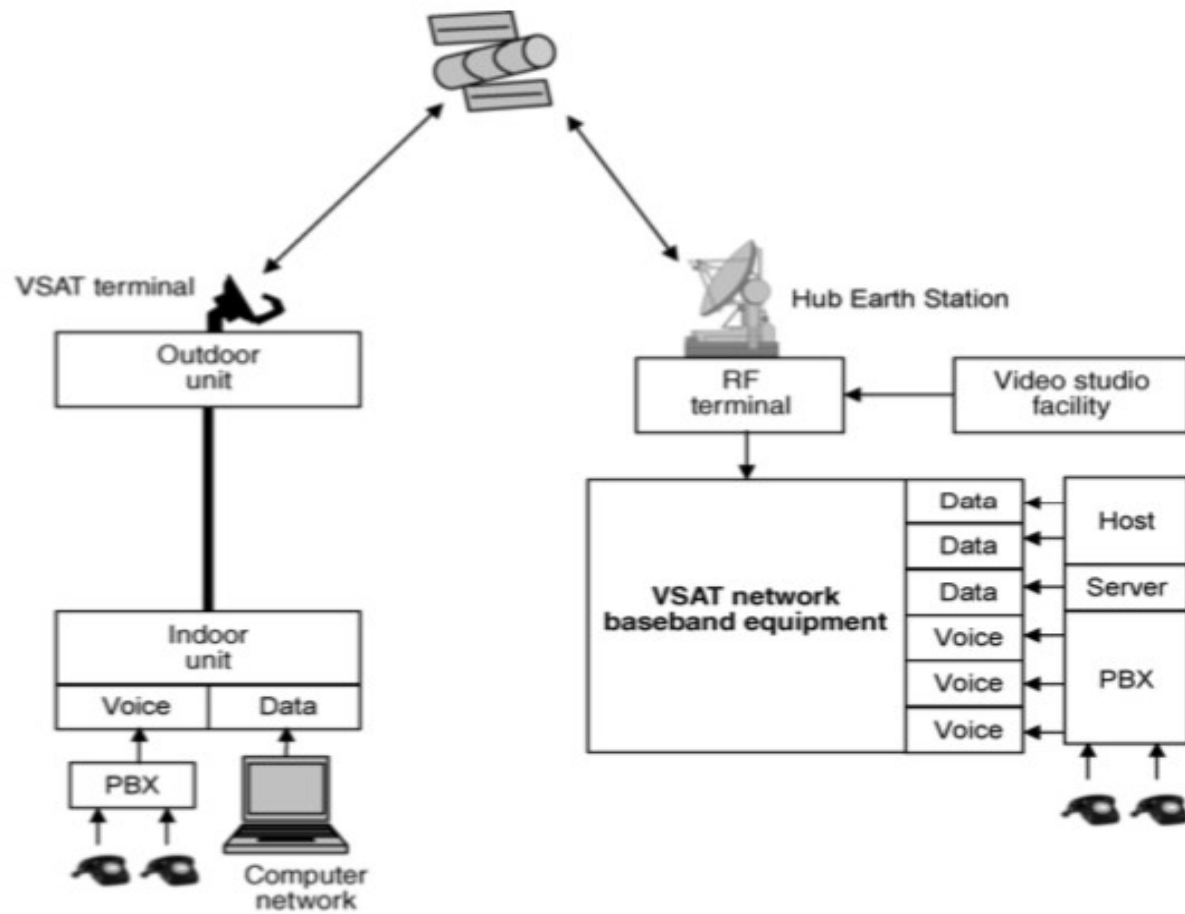 VSAT terminal
Outdoor
unit
Indoor
unit
Voice
Data
PBX
Computer
network
Hub Earth Station
RF
terminal
Video studio
facility
VSAT network
baseband equipment
Data
Data
Data
Voice
Voice
Voice
Host
Server
PBX